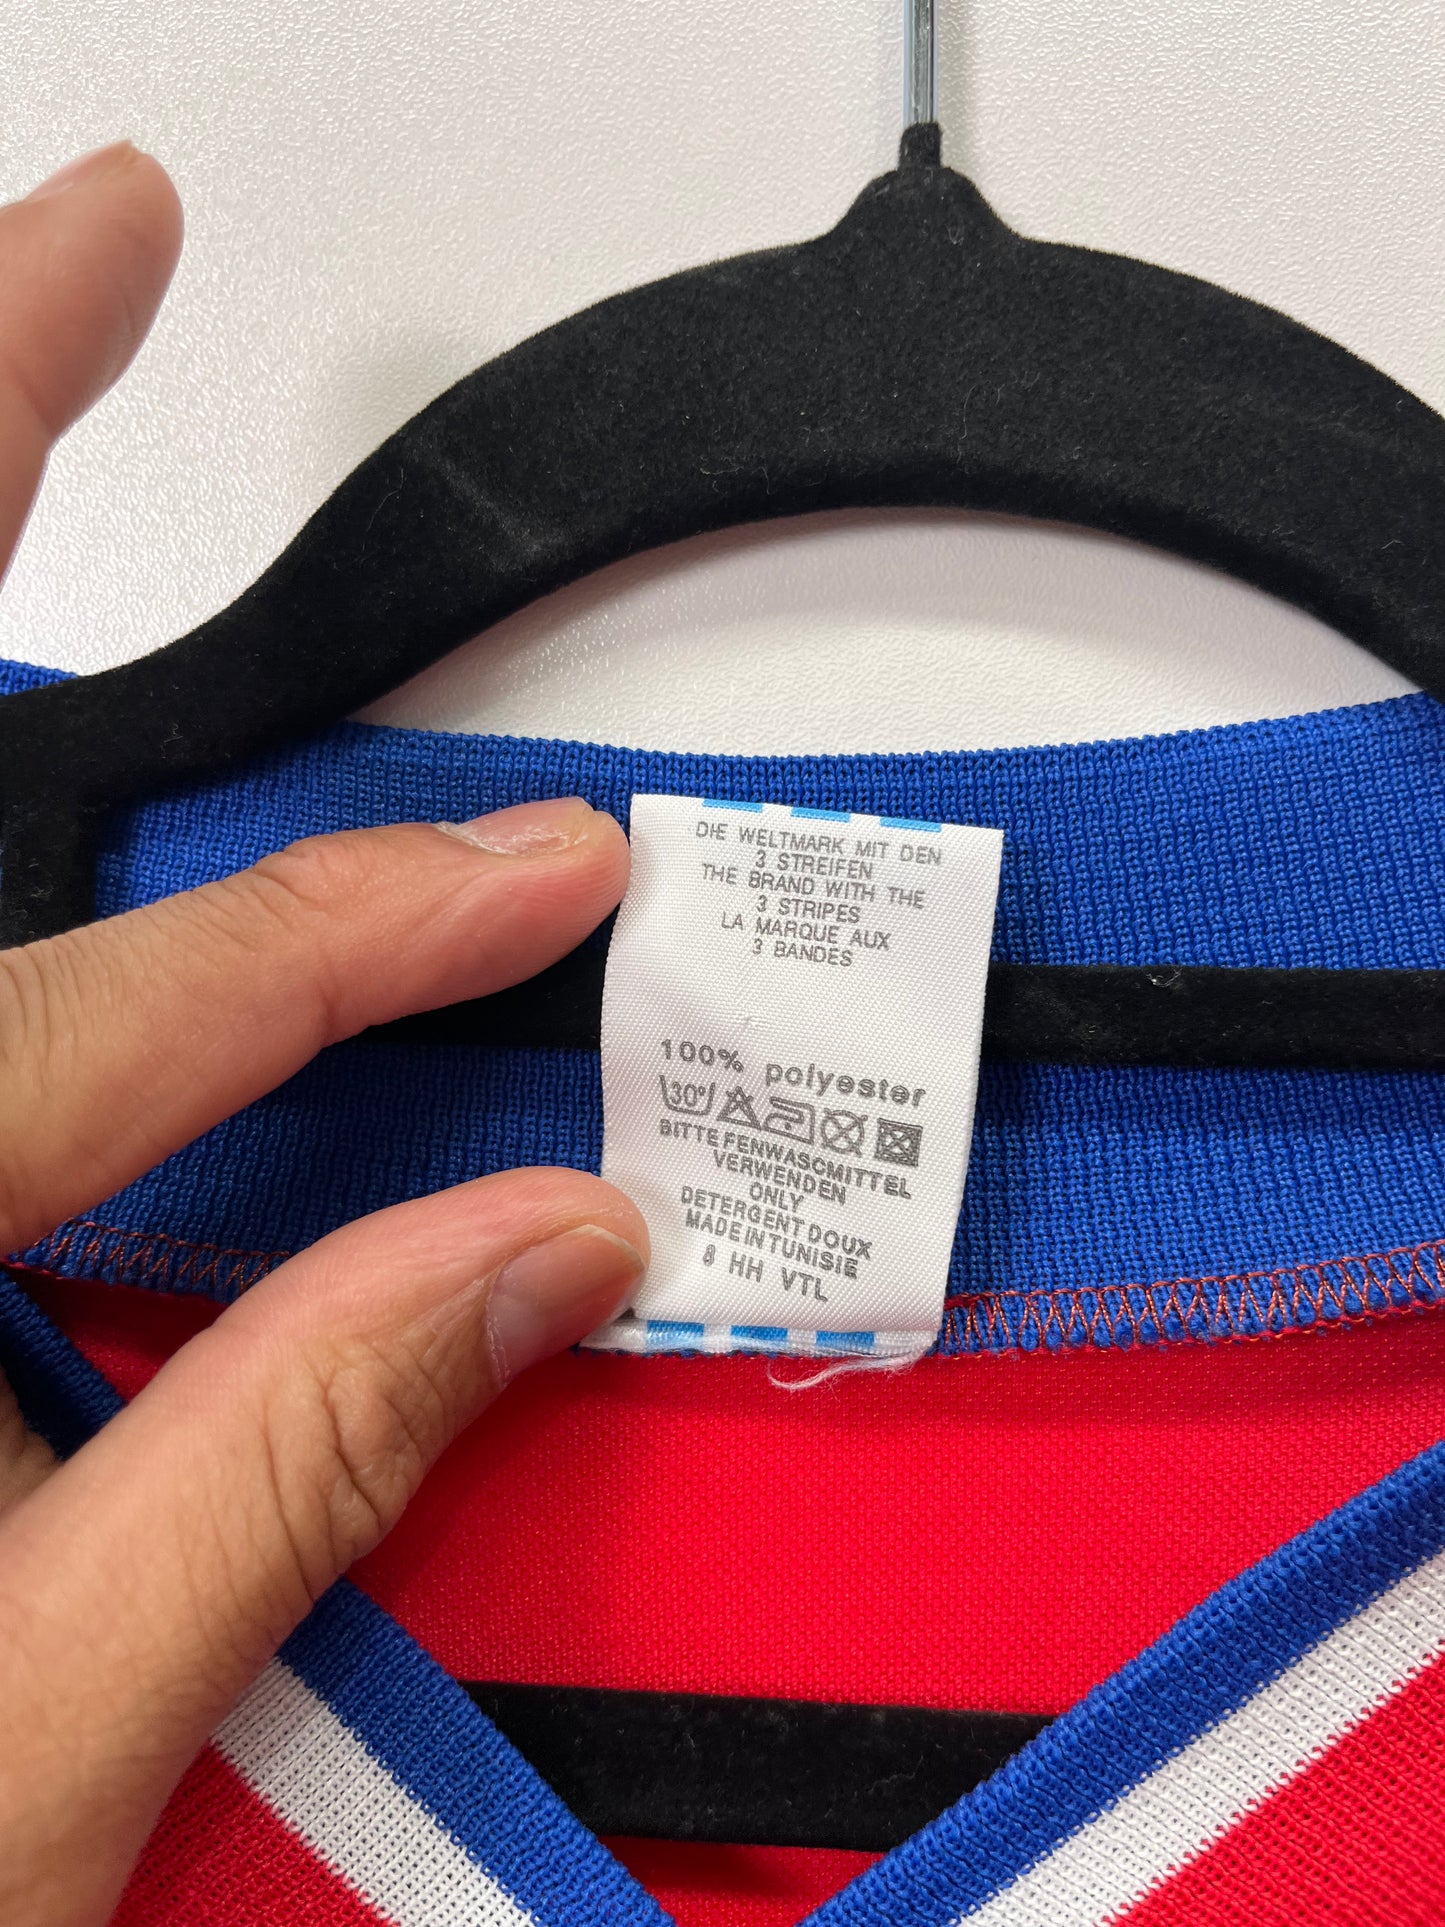 DIE WELTMARK MIT DEN
3 STREIFEN
THE BRAND WITH THE
3 STRIPES
LA MARQUE AUX
3 BANDES
100% polyester
30°
BITTE FENWASCMITTEL
VERWENDEN
ONLY
DETERGENT DOUX
MADE IN TUNISIE
8 HH VTL